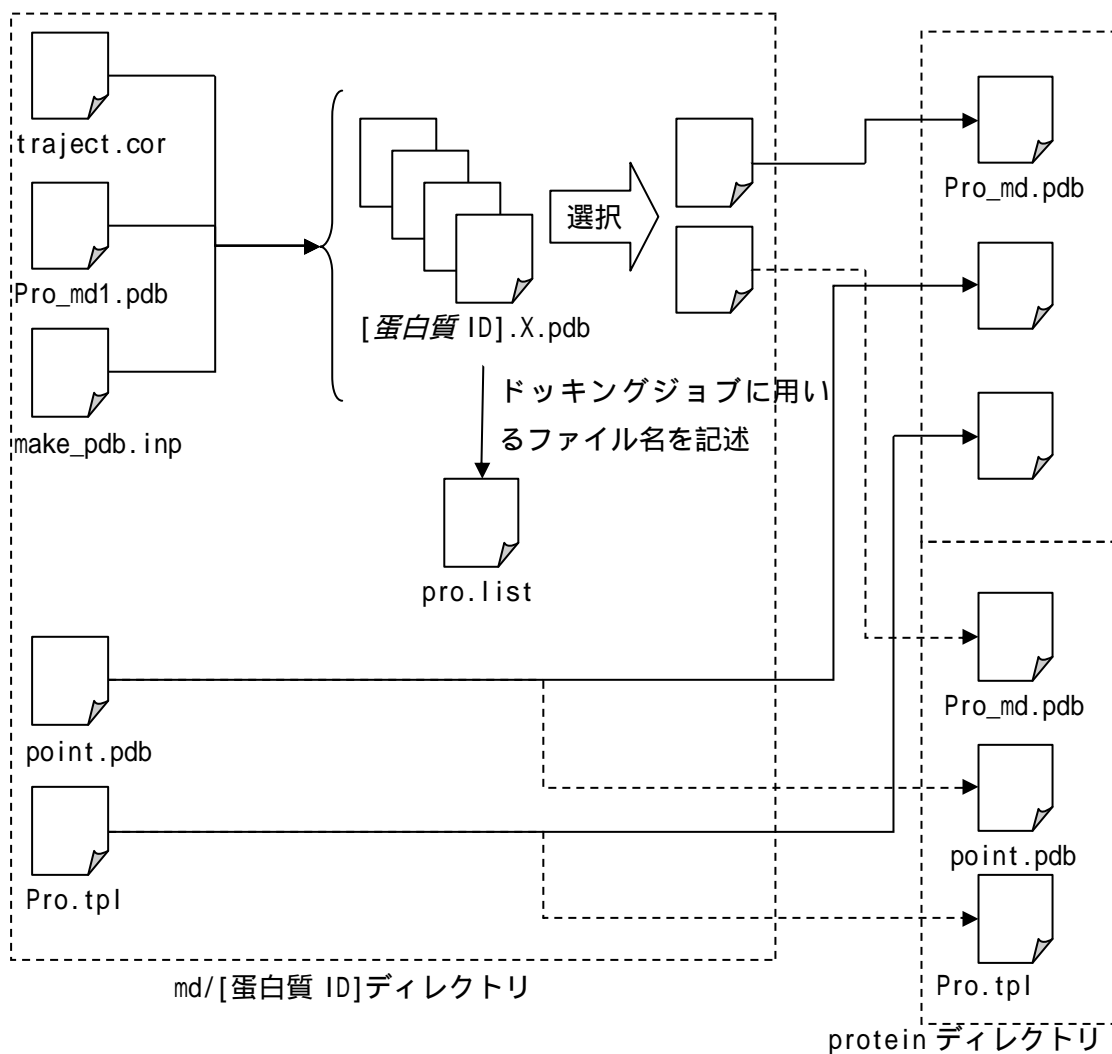 traject.cor
Pro_md1.pdb
make_pdb.inp
[蛋白質 ID].X.pdb
選択
ドッキングジョブに用い
るファイル名を記述
pro.list
point.pdb
Pro.tpl
md/[蛋白質 ID]ディレクトリ
Pro_md.pdb
Pro_md.pdb
point.pdb
Pro.tpl
protein ディレクトリ